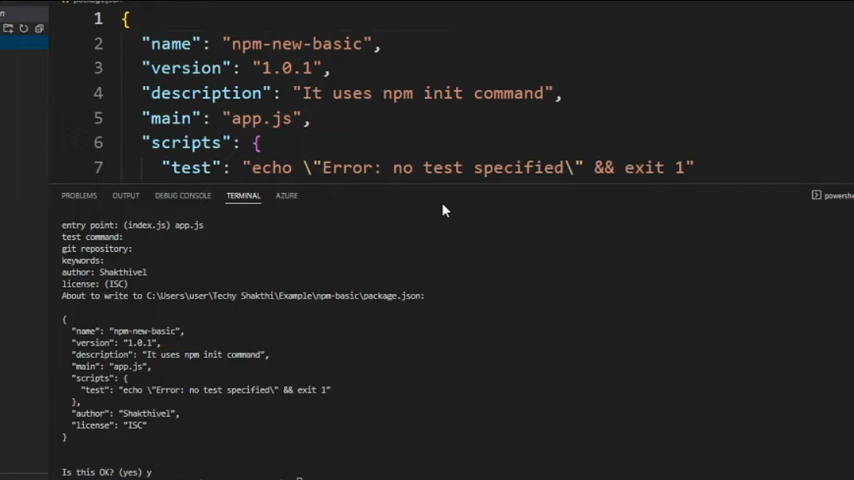 1 {
2 "name": "npm-new-basic",
3 "version": "1.0.1",
4 "description": "It uses npm init command",
5 "main": "app.js",
6 "scripts": {
7 "test": "echo \"Error: no test specified\" && exit 1"
PROBLEMS OUTPUT DEBUG CONSOLE TERMINAL AZURE
entry point: (index.js) app.js
test command:
git repository:
keywords:
author: Shakthivel
license: (ISC)
About to write to C:\Users\user\Techy Shakthi\Example\npm-basic\package.json:
{
"name": "npm-new-basic",
"version": "1.0.1",
"description": "It uses npm init command",
"main": "app.js",
"scripts": {
"test": "echo \"Error: no test specified\" && exit 1"
},
"author": "Shakthivel",
"license": "ISC"
}
Is this OK? (yes) y